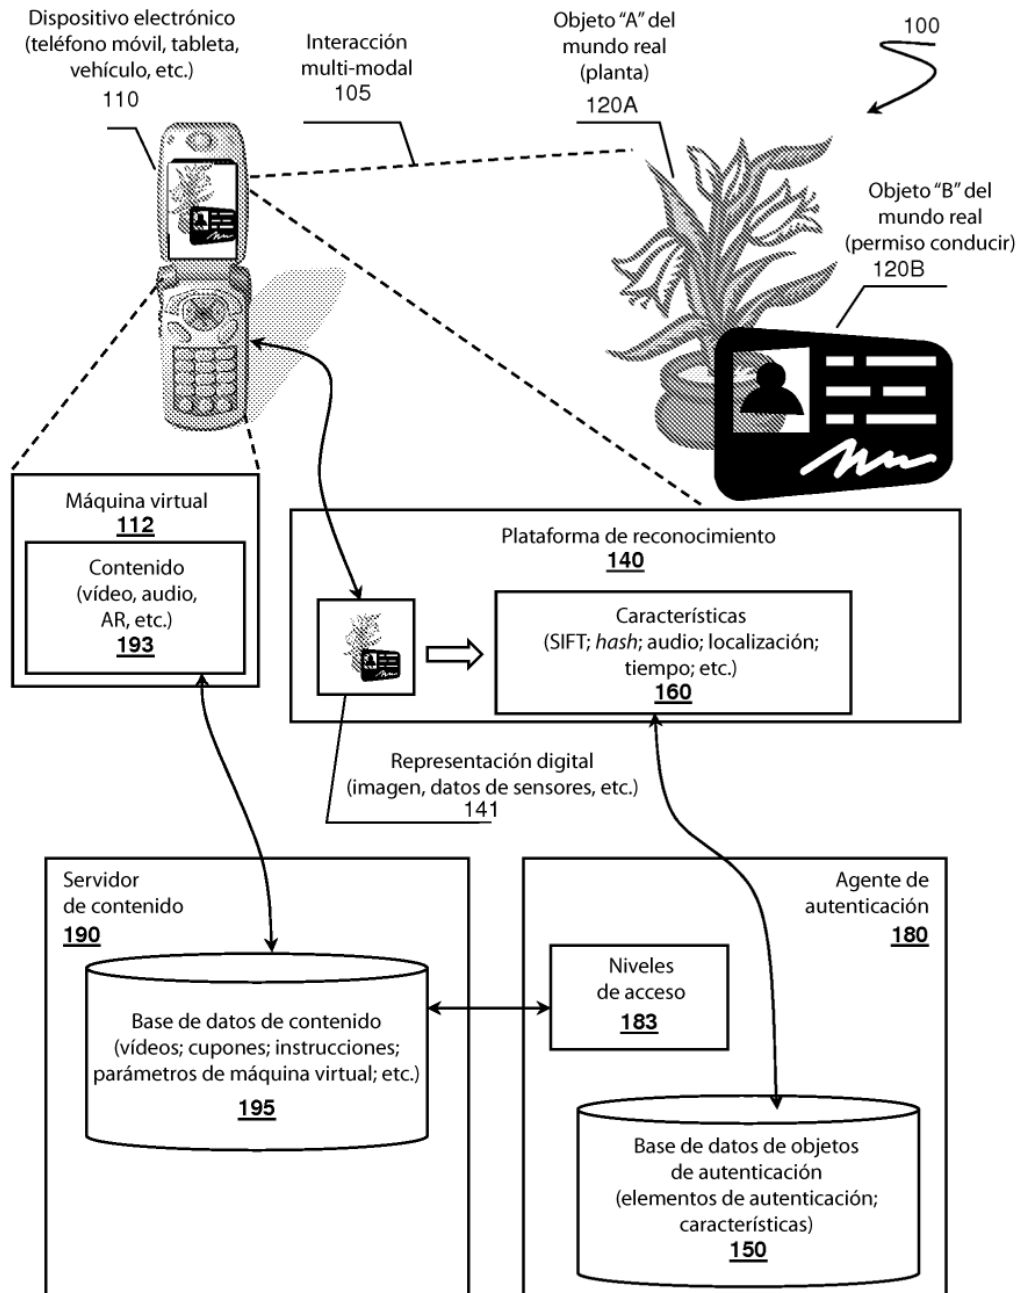 Dispositivo electrónico
(teléfono móvil, tableta,
vehículo, etc.)
110
Interacción
multi-modal
105
Objeto “A” del
mundo real
(planta)
120A
100
Objeto “B” del
mundo real
(permiso conducir)
120B
Máquina virtual
112
Contenido
(vídeo, audio,
AR, etc.)
193
Plataforma de reconocimiento
140
Características
(SIFT; hash; audio; localización;
tiempo; etc.)
160
Representación digital
(imagen, datos de sensores, etc.)
141
Servidor
de contenido
190
Base de datos de contenido
(vídeos; cupones; instrucciones;
parámetros de máquina virtual; etc.)
195
Agente de
autenticación
180
Niveles
de acceso
183
Base de datos de objetos
de autenticación
(elementos de autenticación;
características)
150